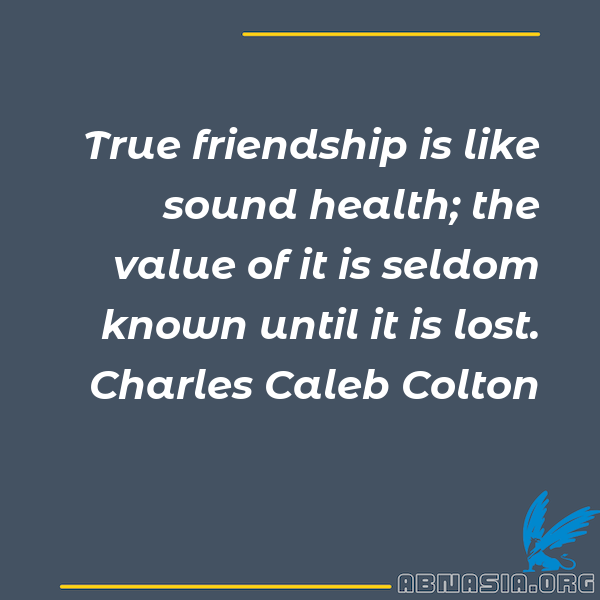 True friendship is like
sound health; the
value of it is seldom
known until it is lost.
Charles Caleb Colton
ABNASIA.ORG